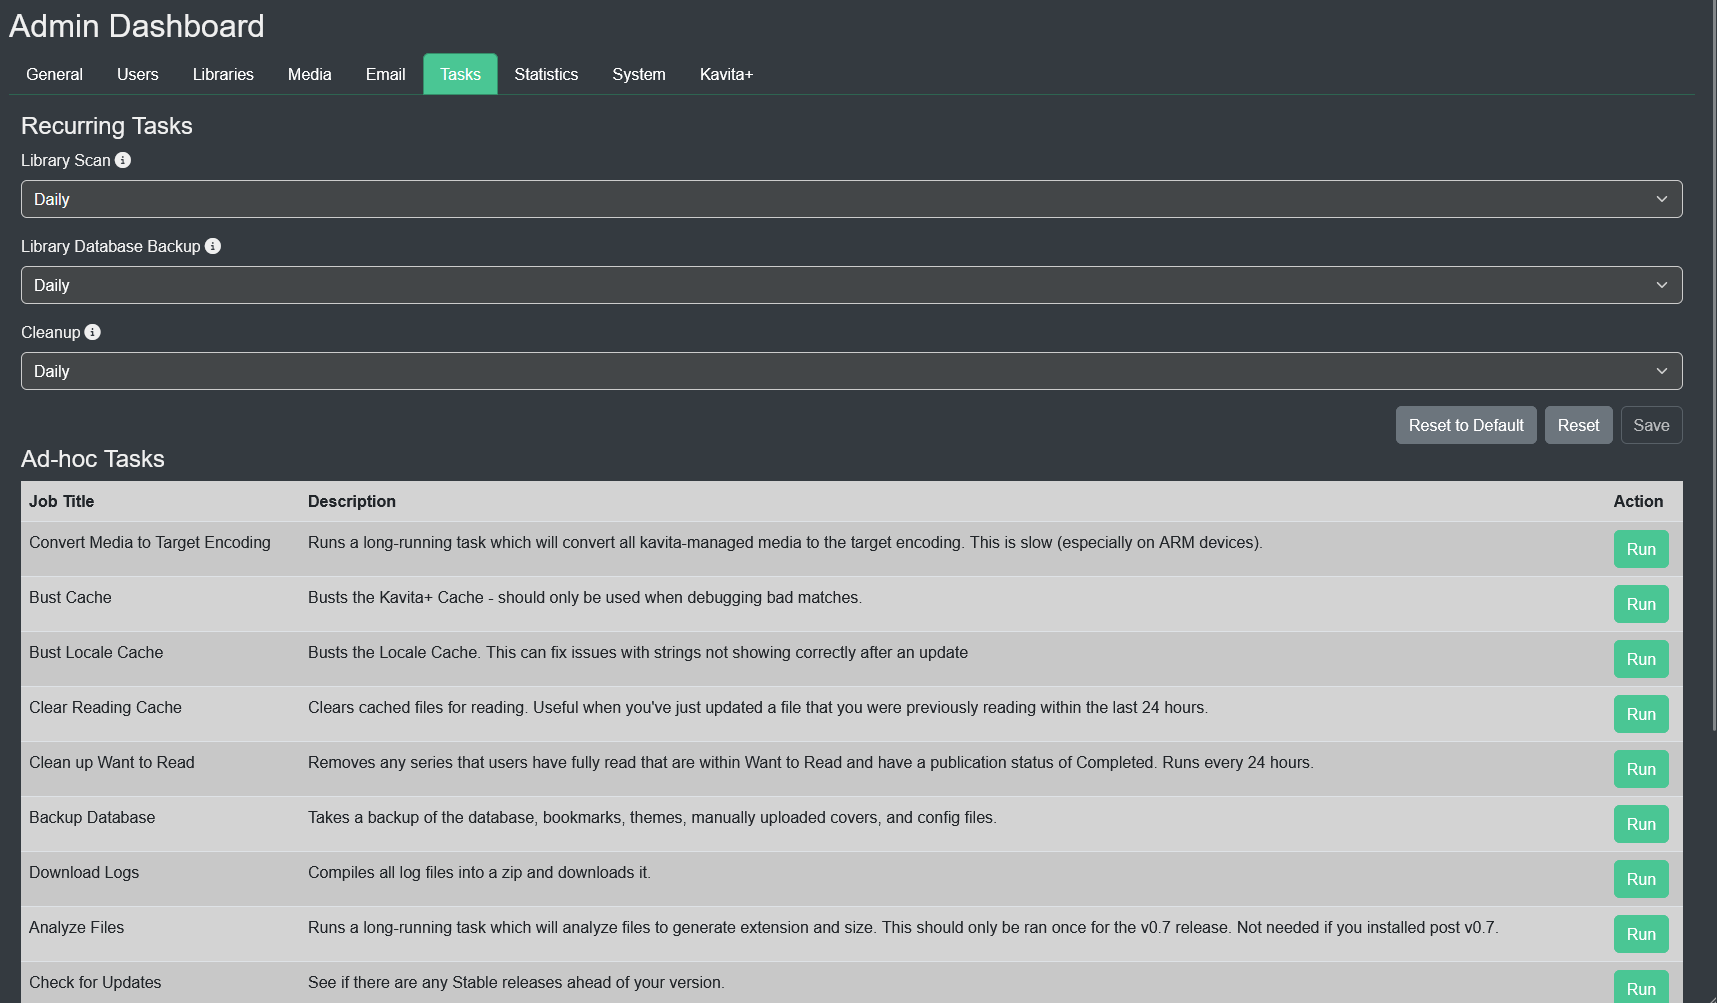 Admin Dashboard
General Users Libraries Media Email Tasks Statistics System Kavita+
Recurring Tasks
Library Scan
Daily
Library Database Backup
Daily
Cleanup
Daily
Reset to Default Reset Save
Ad-hoc Tasks
Job Title Description Action
Convert Media to Target Encoding Runs a long-running task which will convert all kavita-managed media to the target encoding. This is slow (especially on ARM devices). Run
Bust Cache Busts the Kavita+ Cache - should only be used when debugging bad matches. Run
Bust Locale Cache Busts the Locale Cache. This can fix issues with strings not showing correctly after an update Run
Clear Reading Cache Clears cached files for reading. Useful when you've just updated a file that you were previously reading within the last 24 hours. Run
Clean up Want to Read Removes any series that users have fully read that are within Want to Read and have a publication status of Completed. Runs every 24 hours. Run
Backup Database Takes a backup of the database, bookmarks, themes, manually uploaded covers, and config files. Run
Download Logs Compiles all log files into a zip and downloads it. Run
Analyze Files Runs a long-running task which will analyze files to generate extension and size. This should only be ran once for the v0.7 release. Not needed if you installed post v0.7. Run
Check for Updates See if there are any Stable releases ahead of your version. Run